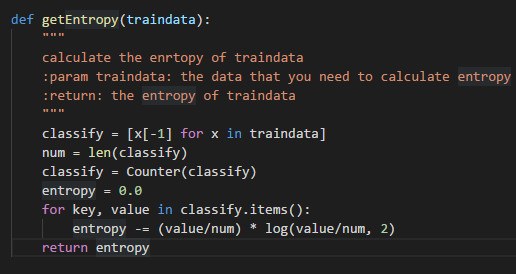 def getEntropy(traindata):
"""
calculate the enrtopy of traindata
:param traindata: the data that you need to calculate entropy
:return: the entropy of traindata
"""
classify = [x[-1] for x in traindata]
num = len(classify)
classify = Counter(classify)
entropy = 0.0
for key, value in classify.items():
entropy -= (value/num) * log(value/num, 2)
return entropy